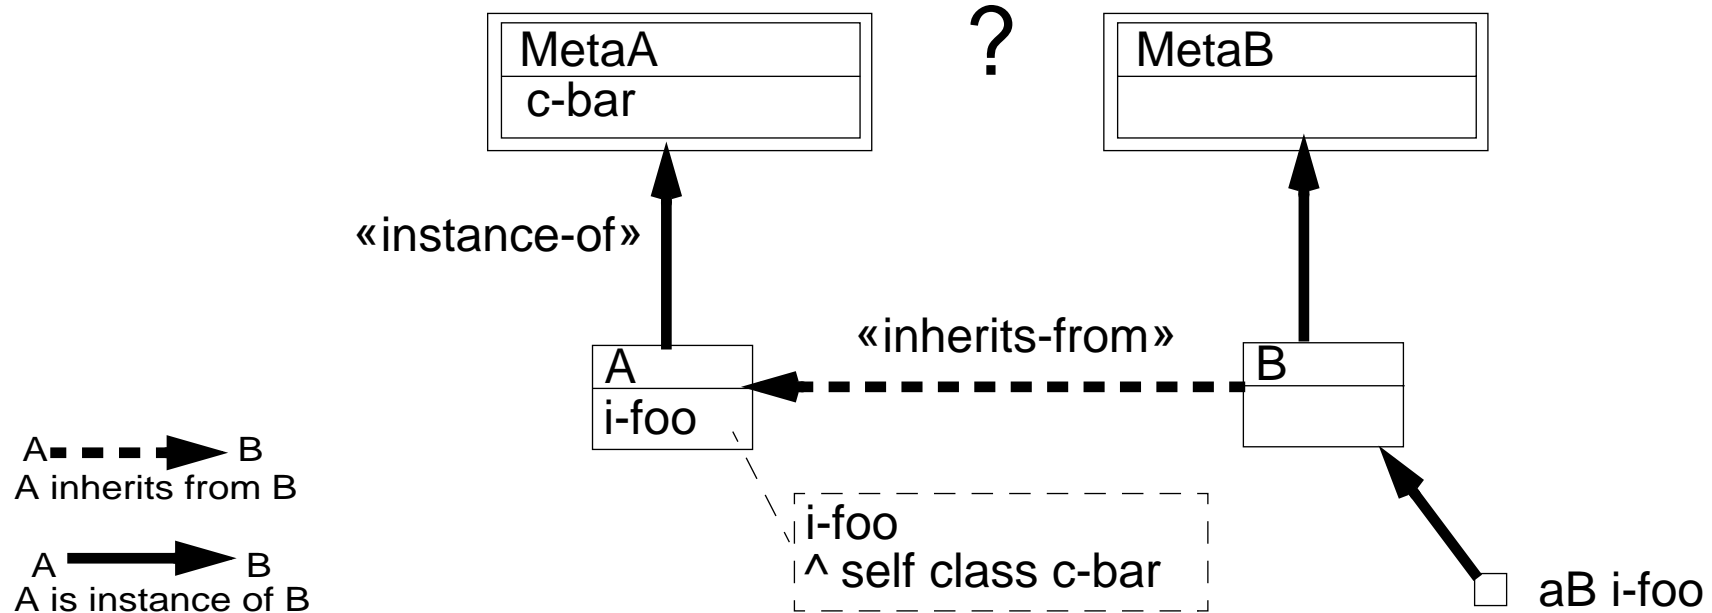 MetaA
c-bar
?
MetaB
«instance-of»
«inherits-from»
A
i-foo
B
A B
A inherits from B
A B
A is instance of B
i-foo
^ self class c-bar
aB i-foo